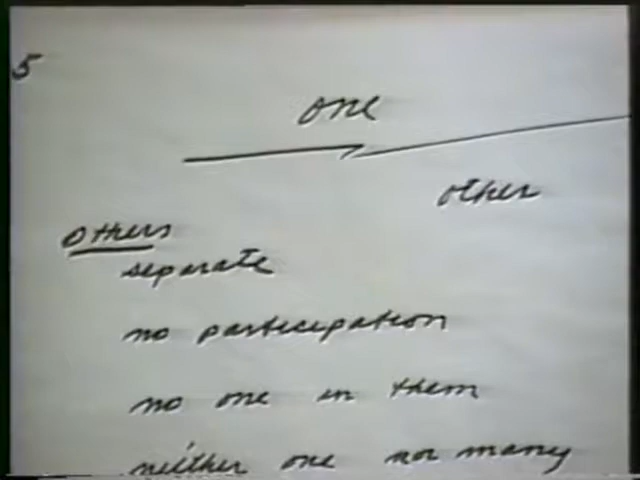 5
one
other
others
separate
no participation
no one in them
neither one nor many